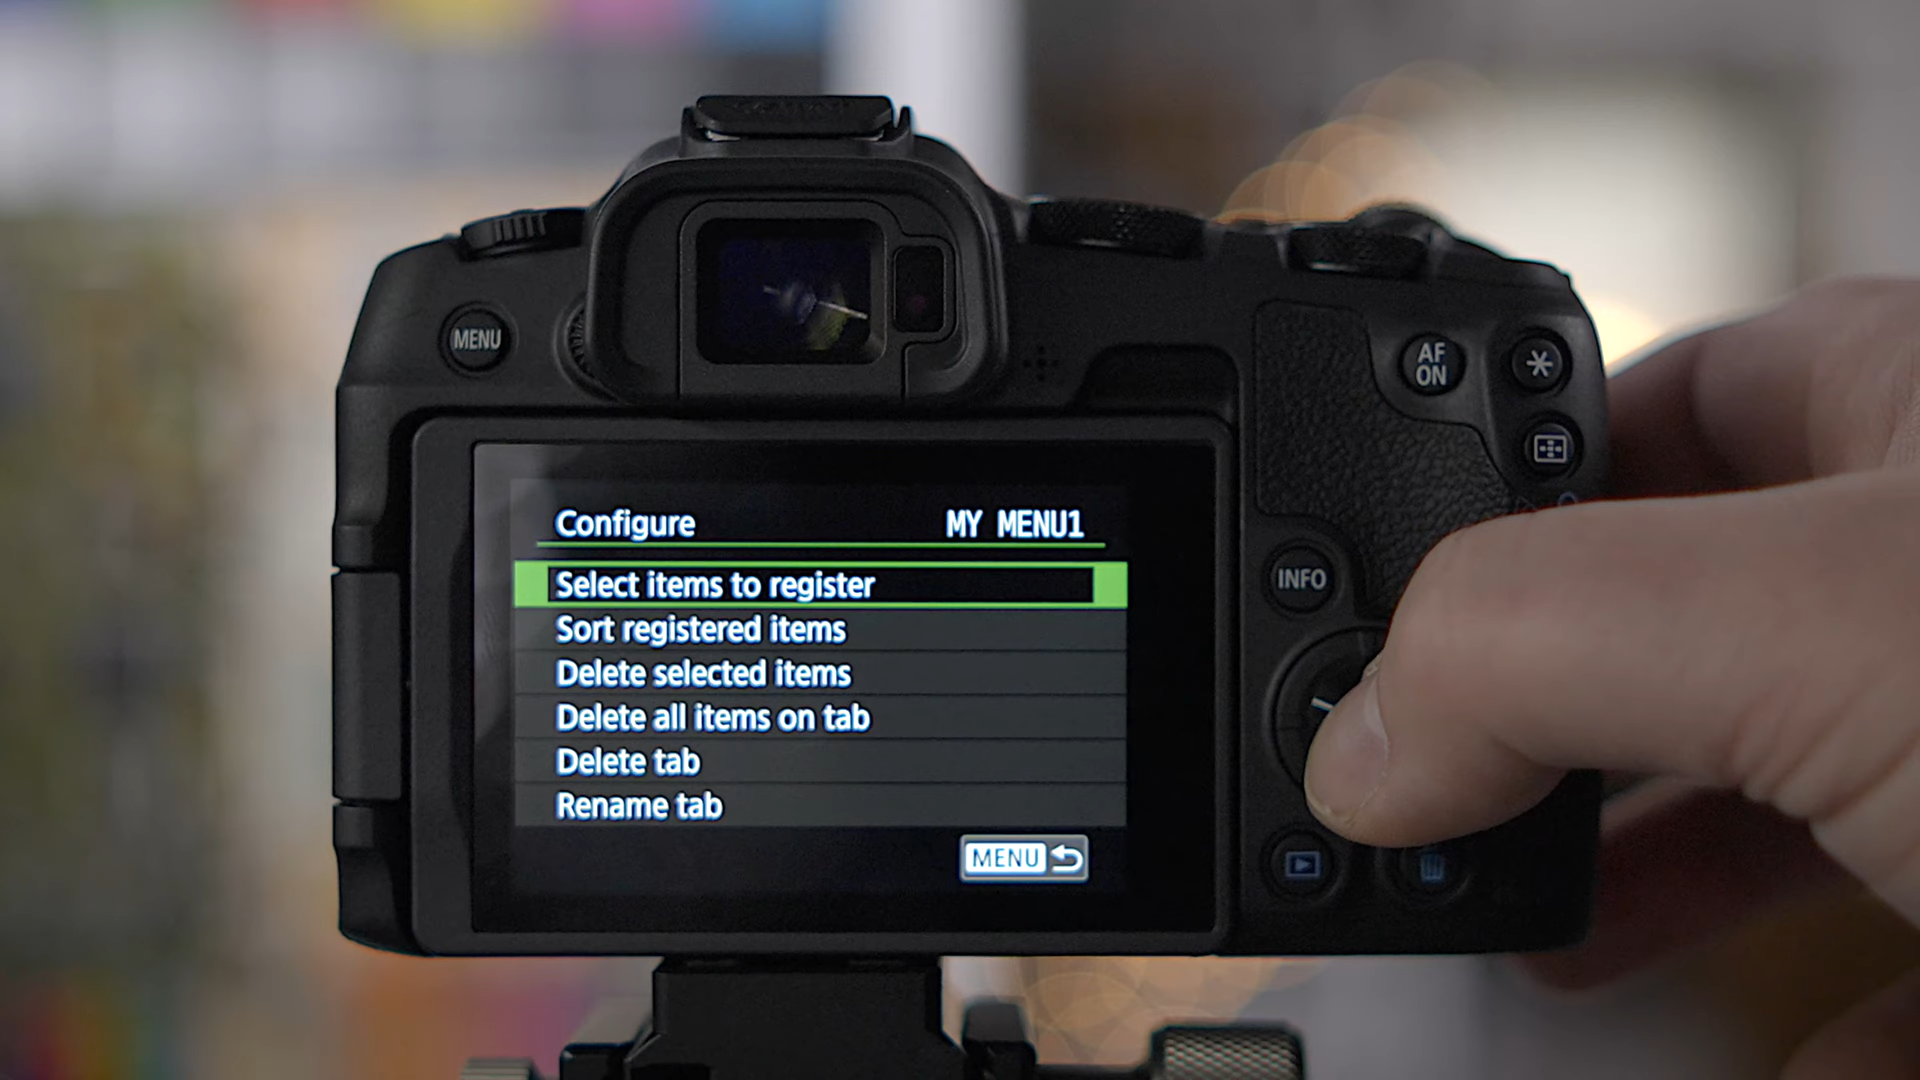 MENU
AF
ON
Configure MY MENU1
Select items to register
Sort registered items
Delete selected items
Delete all items on tab
Delete tab
Rename tab
MENU
INFO